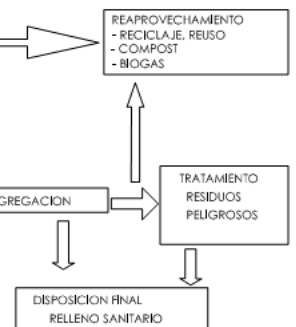 REAPROVECHAMIENTO
- RECICLAJE, REUSO
- COMPOST
- BIOGAS
GREGACION
TRATAMIENTO
RESIDUOS
PELIGROSOS
DISPOSICION FINAL
RELLENO SANITARIO